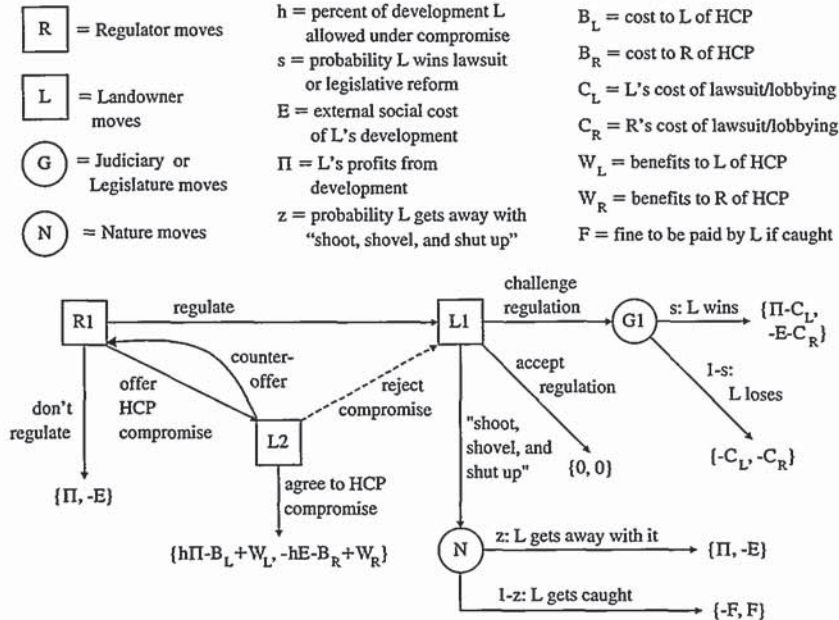 R
= Regulator moves
L
= Landowner
moves
G
= Judiciary or
Legislature moves
N
= Nature moves
h = percent of development L
allowed under compromise
s = probability L wins lawsuit
or legislative reform
E = external social cost
of L's development
Π = L's profits from
development
z = probability L gets away with
"shoot, shovel, and shut up"
B_L = cost to L of HCP
B_R = cost to R of HCP
C_L = L's cost of lawsuit/lobbying
C_R = R's cost of lawsuit/lobbying
W_L = benefits to L of HCP
W_R = benefits to R of HCP
F = fine to be paid by L if caught
R1
regulate
L1
challenge
regulation
G1
s: L wins
{Π-C_L,
-E-C_R}
counter-
offer
offer
HCP
compromise
don't
regulate
{Π, -E}
L2
reject
compromise
accept
regulation
{0, 0}
1-s:
L loses
{-C_L, -C_R}
agree to HCP
compromise
{hΠ-B_L+W_L, -hE-B_R+W_R}
"shoot,
shovel, and
shut up"
N
z: L gets away with it
{Π, -E}
1-z: L gets caught
{-F, F}